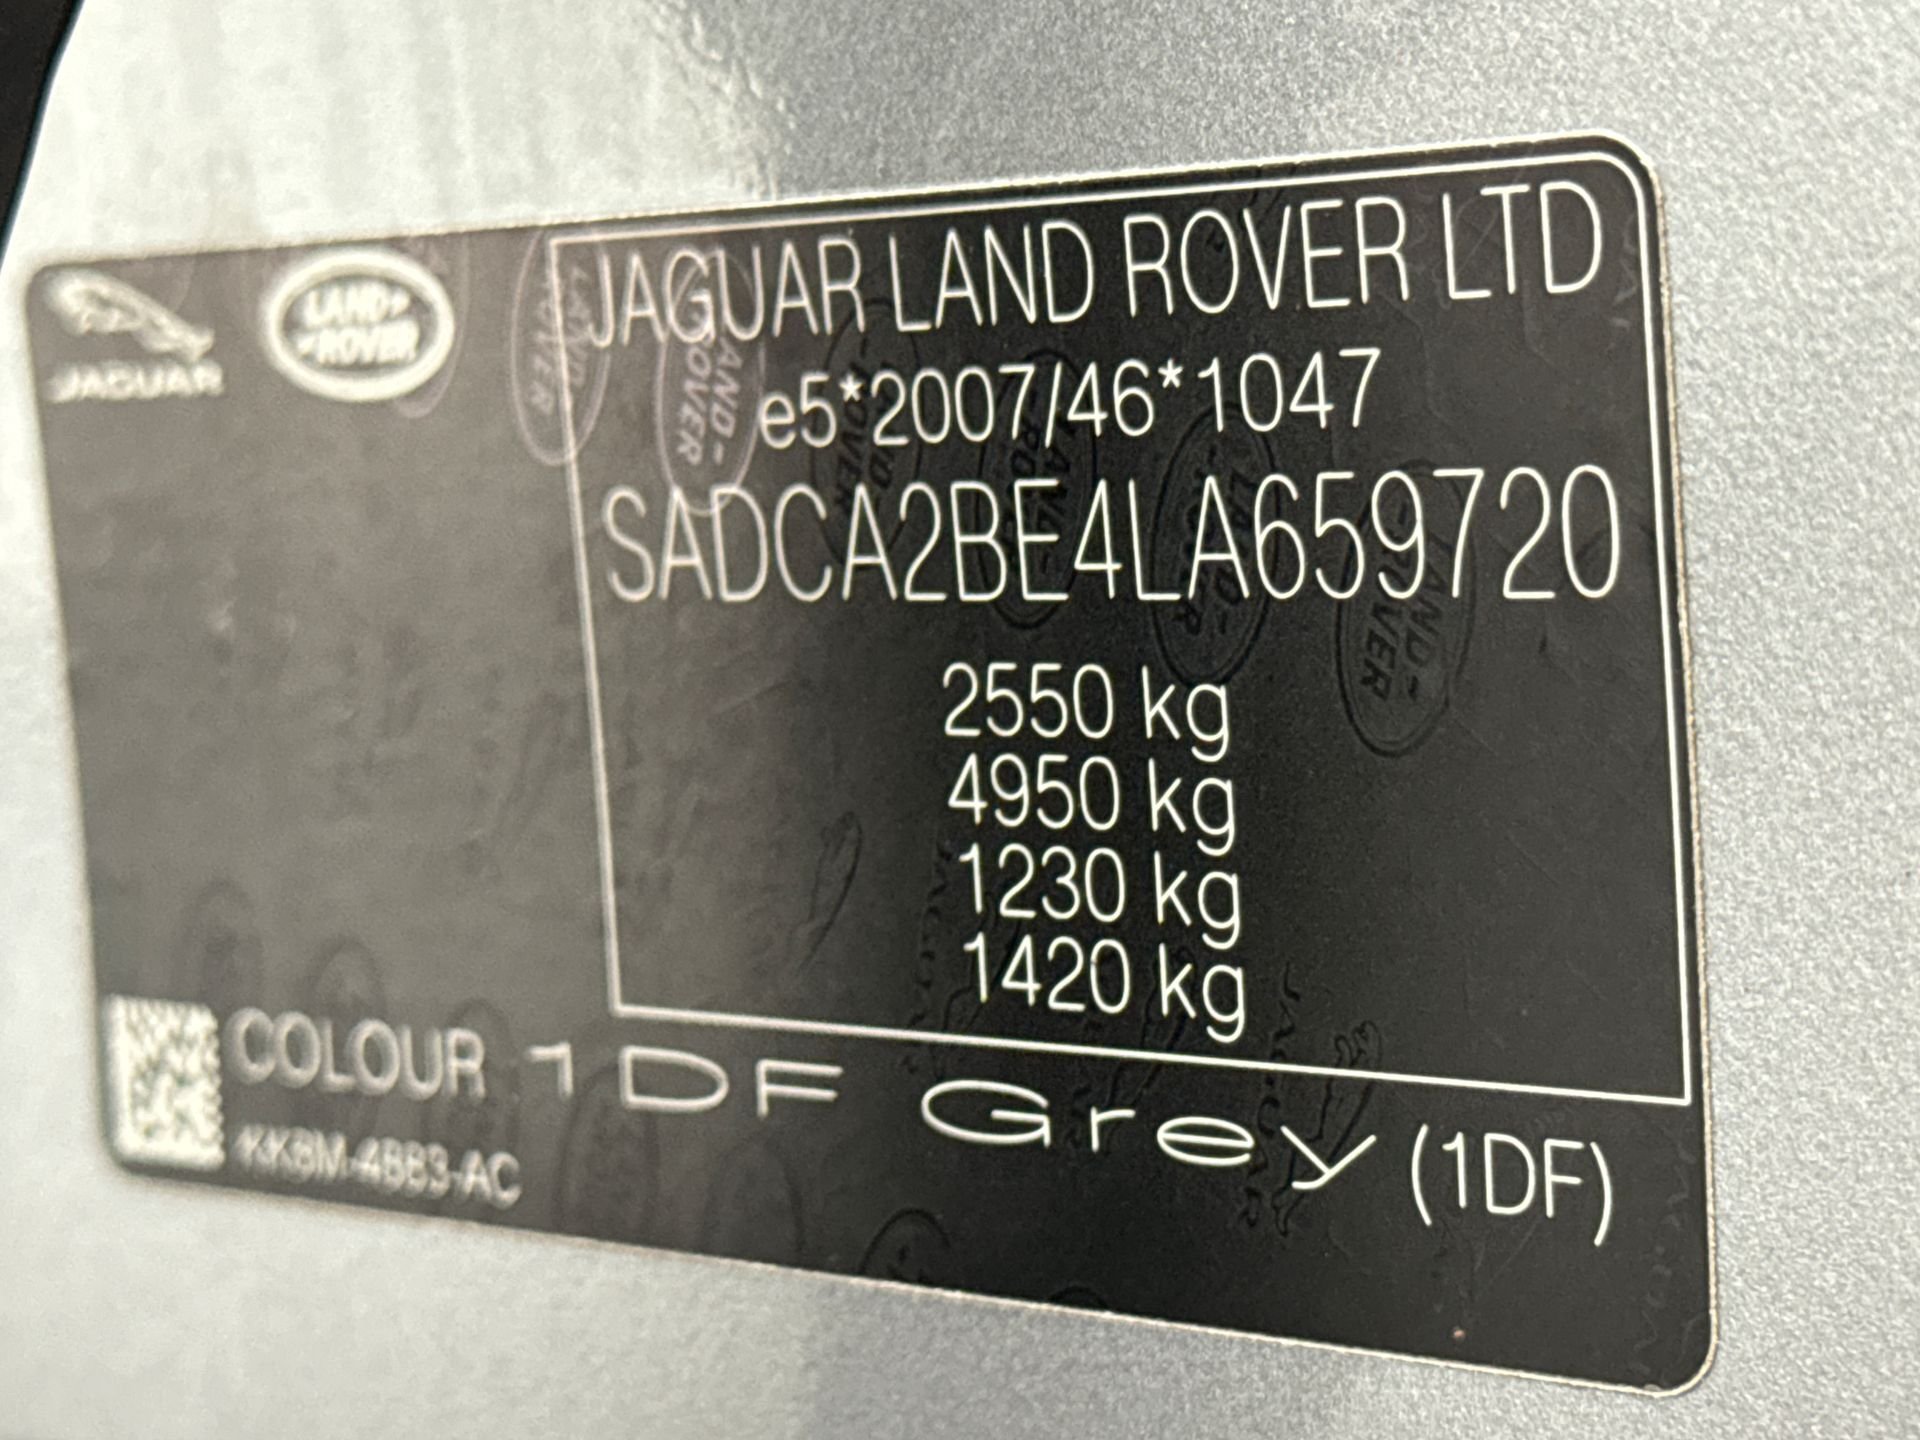 JAGUAR
LAND ROVER
JAGUAR LAND ROVER LTD
e5*2007/46*1047
SADCA2BE4LA659720
2550 kg
4950 kg
1230 kg
1420 kg
COLOUR 1DF Grey (1DF)
KK8M-4883-AC